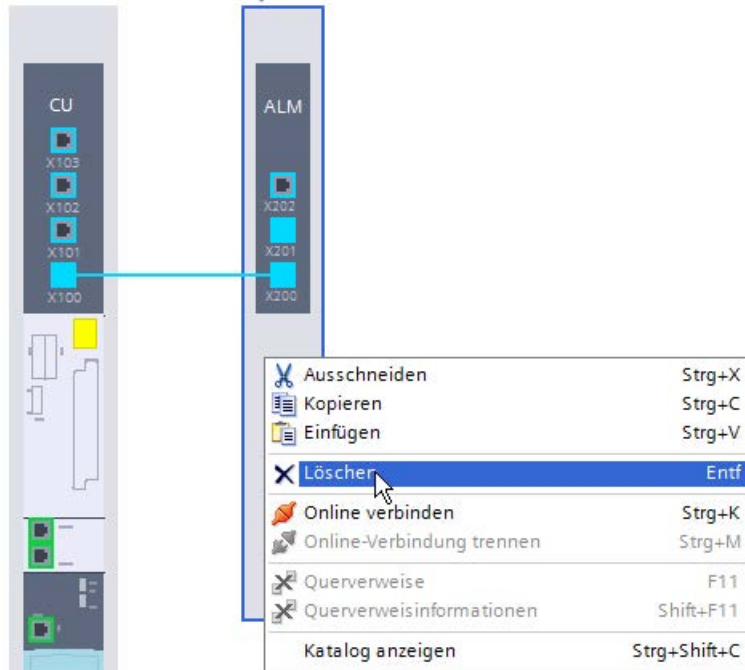 CU
X103
X102
X101
X100
ALM
X202
X201
X200
Ausschneiden Strg+X
Kopieren Strg+C
Einfügen Strg+V
Löschen Entf
Online verbinden Strg+K
Online-Verbindung trennen Strg+M
Querverweise F11
Querverweisinformationen Shift+F11
Katalog anzeigen Strg+Shift+C